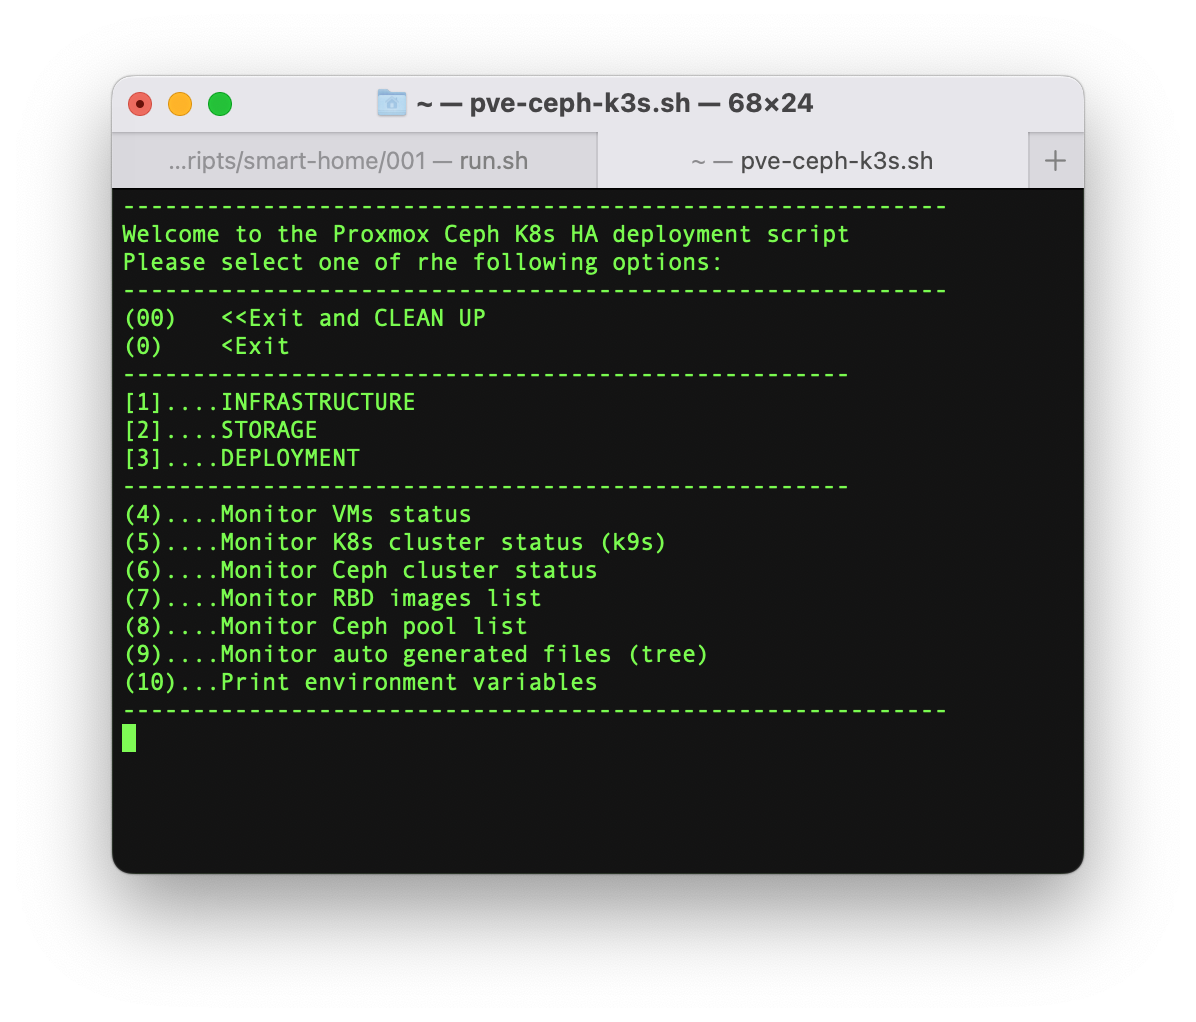 ~ — pve-ceph-k3s.sh — 68×24
...ripts/smart-home/001 — run.sh
~ — pve-ceph-k3s.sh
+
-----------------------------------------------------------
Welcome to the Proxmox Ceph K8s HA deployment script
Please select one of rhe following options:
-----------------------------------------------------------
(00)   <<Exit and CLEAN UP
(0)    <Exit
----------------------------------------------------
[1]....INFRASTRUCTURE
[2]....STORAGE
[3]....DEPLOYMENT
----------------------------------------------------
(4)....Monitor VMs status
(5)....Monitor K8s cluster status (k9s)
(6)....Monitor Ceph cluster status
(7)....Monitor RBD images list
(8)....Monitor Ceph pool list
(9)....Monitor auto generated files (tree)
(10)...Print environment variables
-----------------------------------------------------------